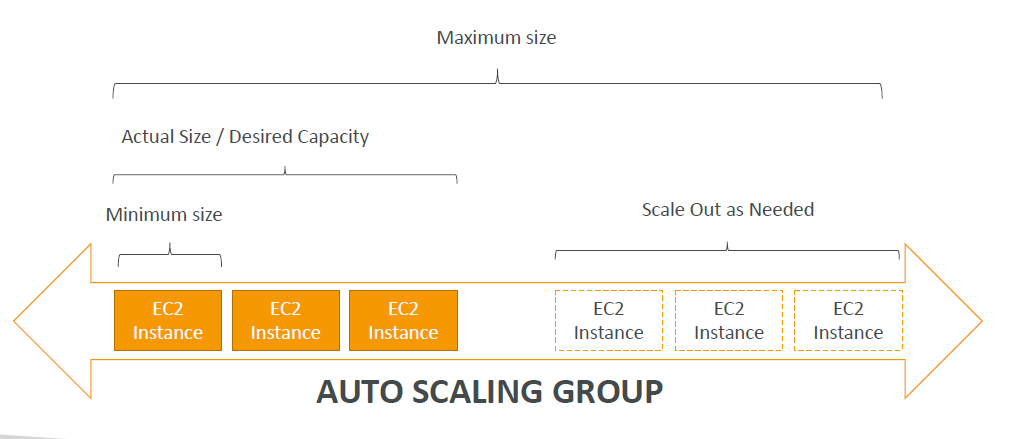 Maximum size
Actual Size / Desired Capacity
Minimum size
Scale Out as Needed
EC2
Instance
EC2
Instance
EC2
Instance
EC2
Instance
EC2
Instance
EC2
Instance
AUTO SCALING GROUP